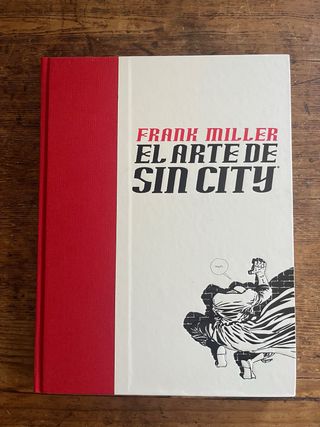 FRANK MILLER
EL ARTE DE
SIN CITY